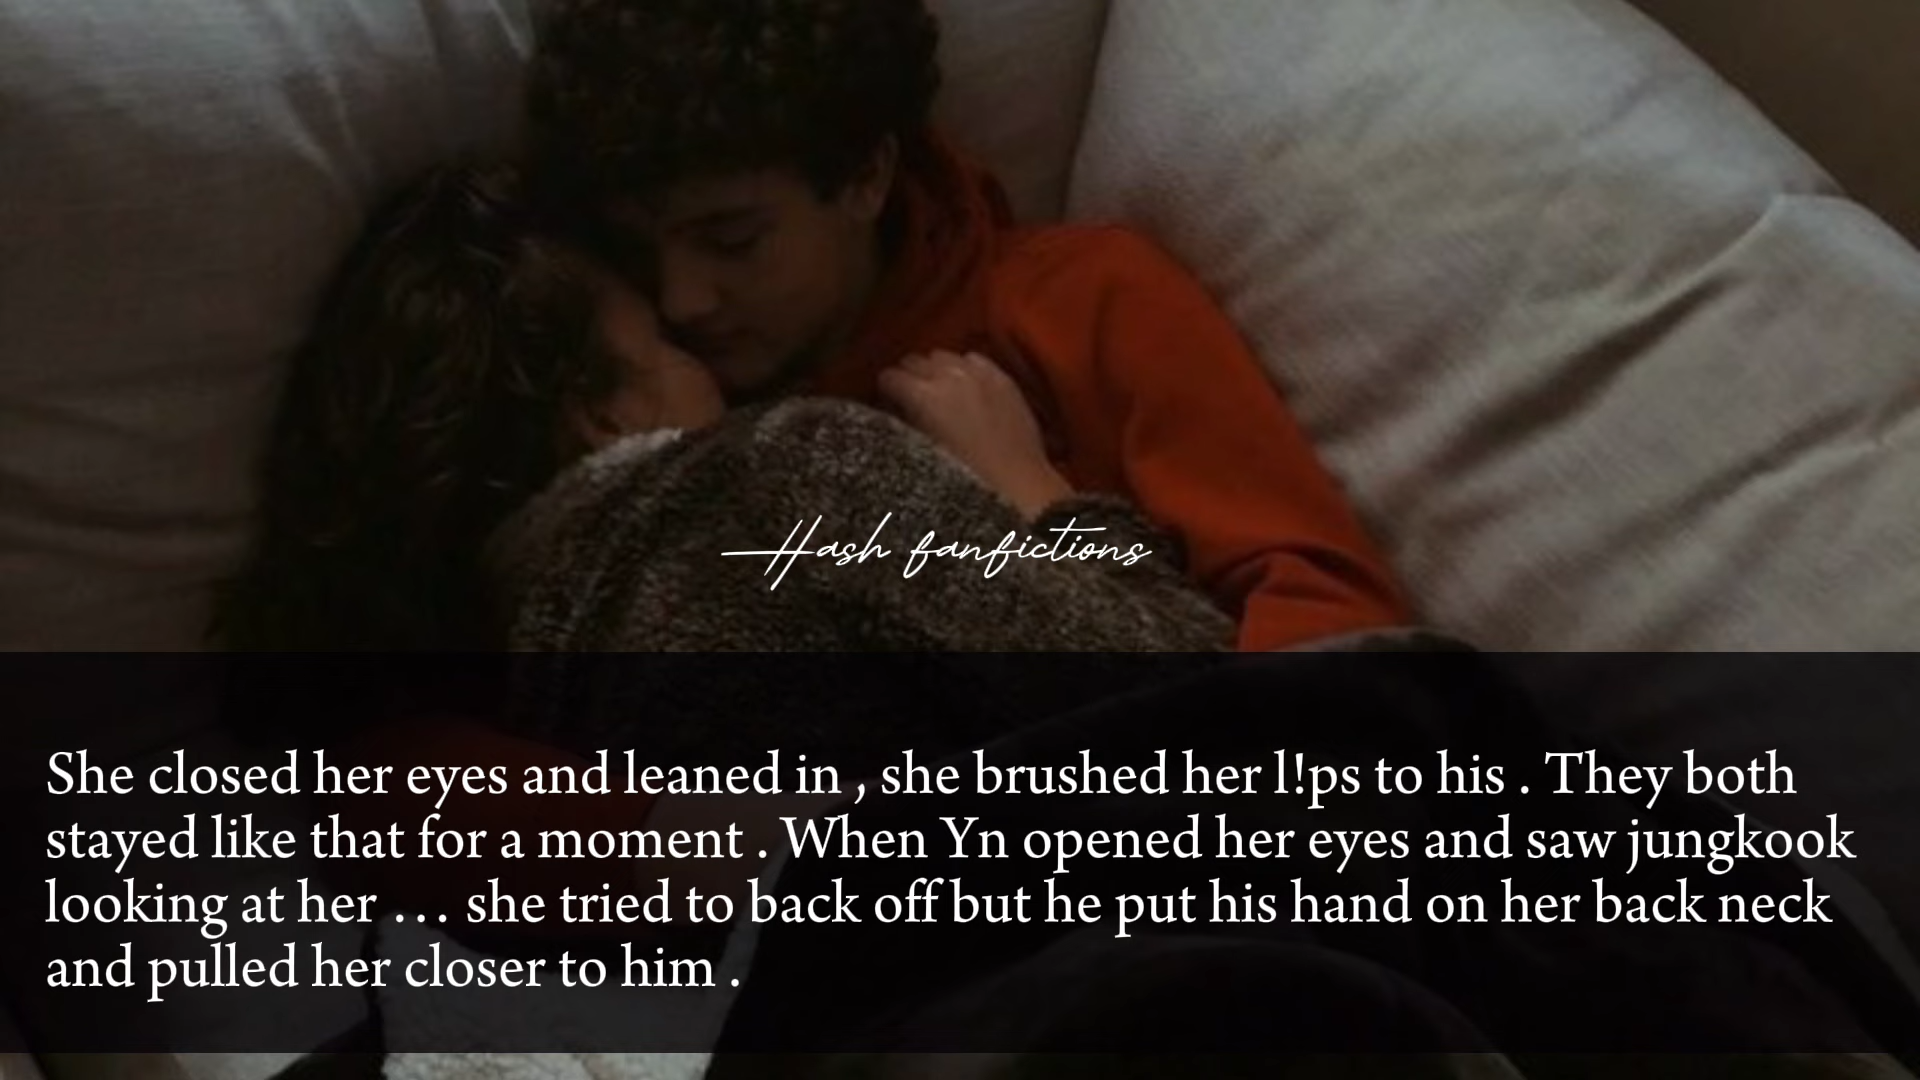 Hash fanfictions
She closed her eyes and leaned in , she brushed her l!ps to his . They both
stayed like that for a moment . When Yn opened her eyes and saw jungkook
looking at her … she tried to back off but he put his hand on her back neck
and pulled her closer to him .